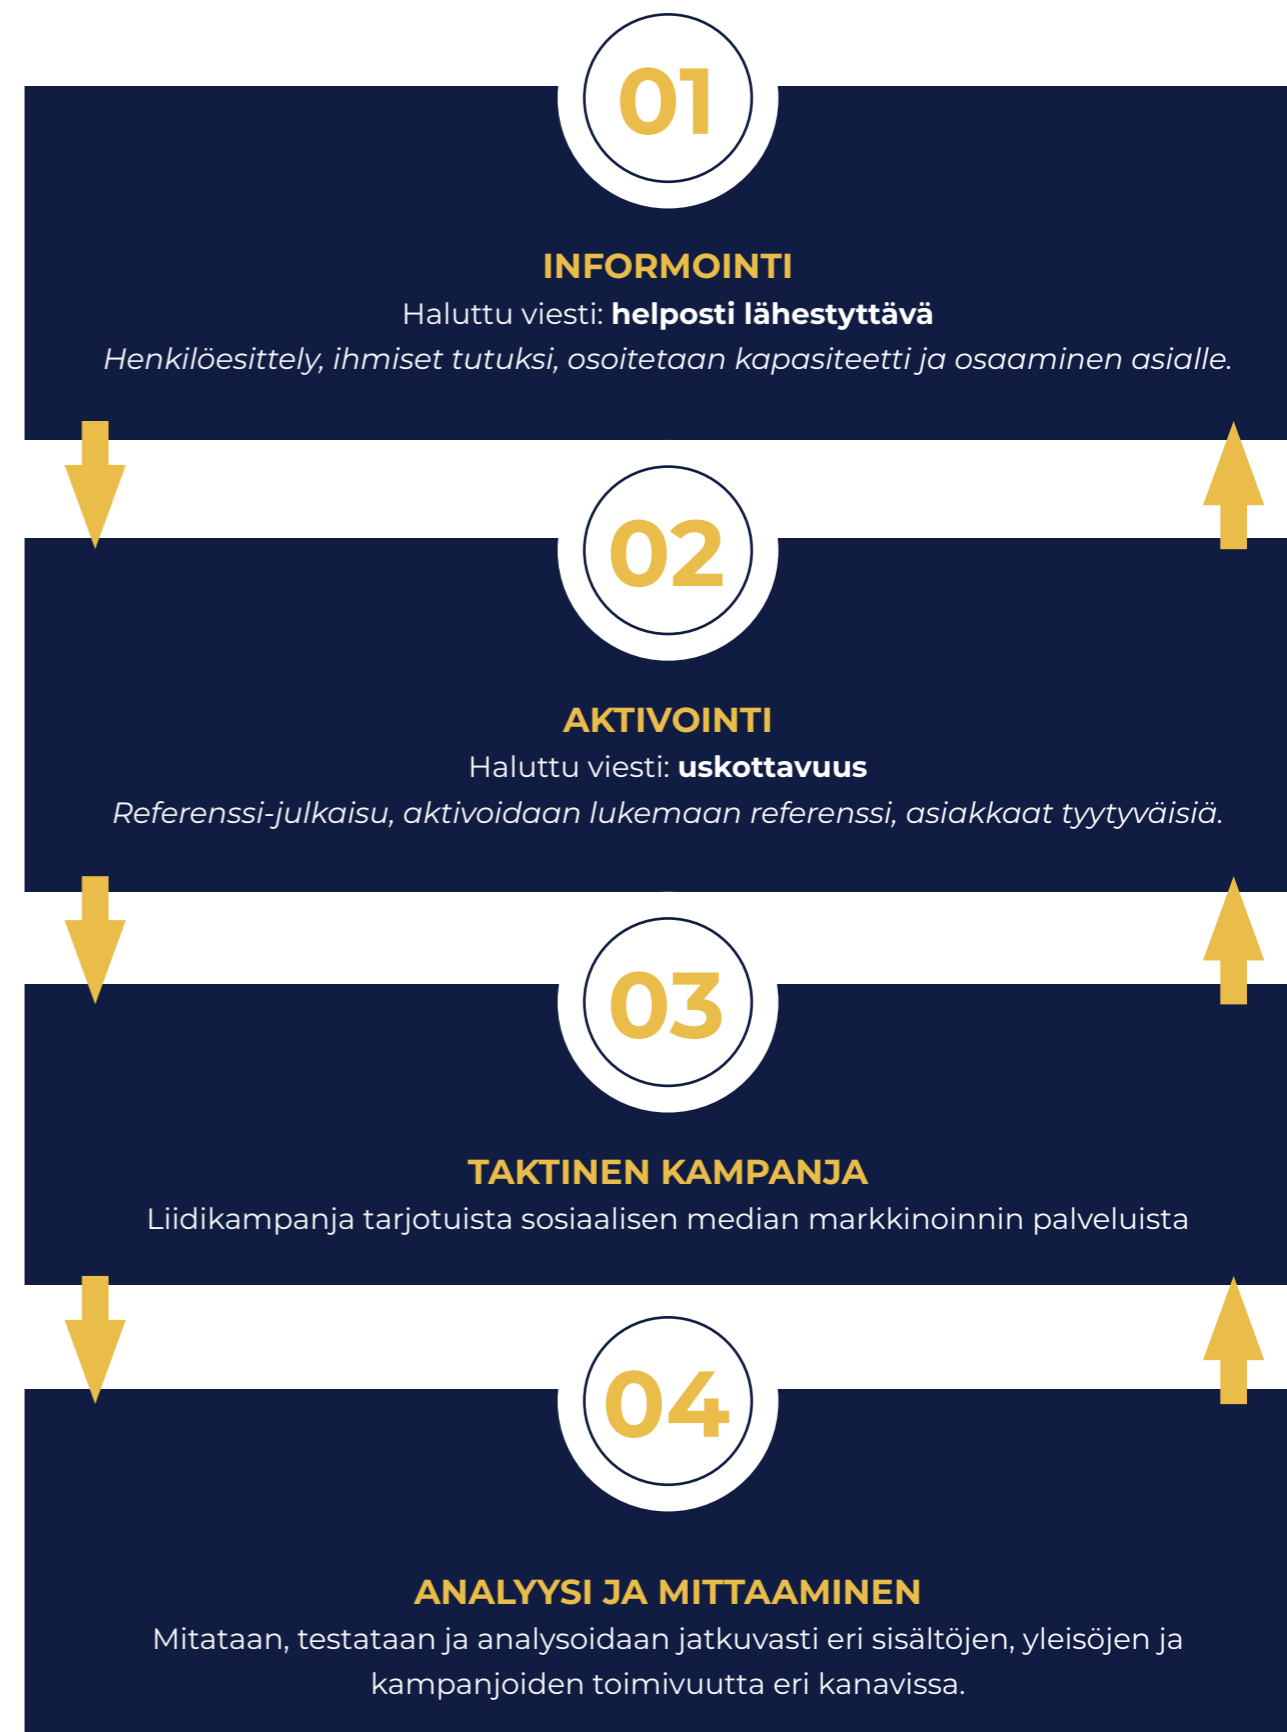 01
INFORMOINTI
Haluttu viesti: helposti lähestyttävä
Henkilöesittely, ihmiset tutuksi, osoitetaan kapasiteetti ja osaaminen asialle.
02
AKTIVOINTI
Haluttu viesti: uskottavuus
Referenssi-julkaisu, aktivoidaan lukemaan referenssi, asiakkaat tyytyväisiä.
03
TAKTINEN KAMPANJA
Liidikampanja tarjotuista sosiaalisen median markkinoinnin palveluista
04
ANALYYSI JA MITTAAMINEN
Mitataan, testataan ja analysoidaan jatkuvasti eri sisältöjen, yleisöjen ja
kampanjoiden toimivuutta eri kanavissa.